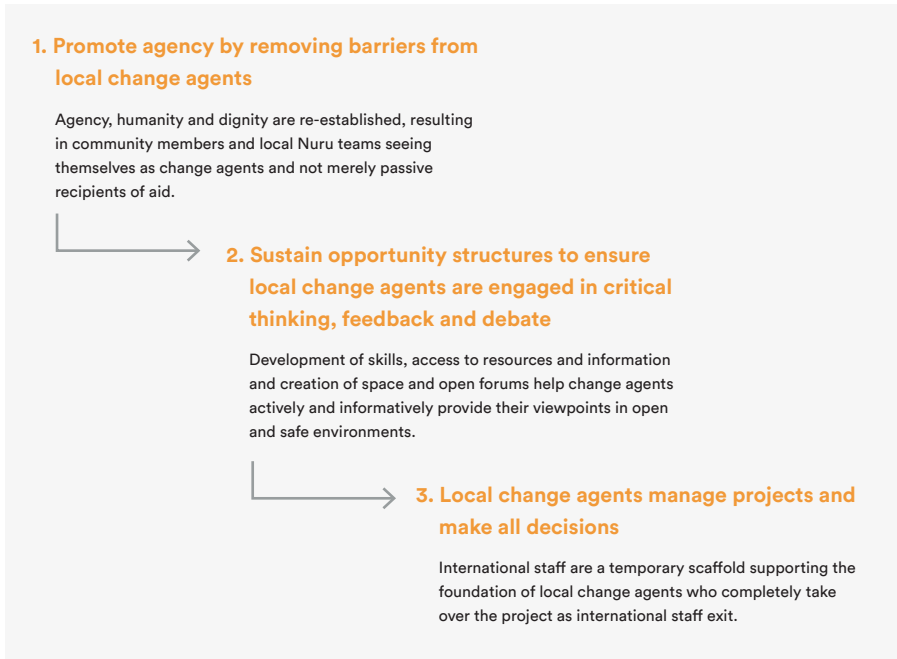 1. Promote agency by removing barriers from
local change agents
Agency, humanity and dignity are re-established, resulting
in community members and local Nuru teams seeing
themselves as change agents and not merely passive
recipients of aid.
2. Sustain opportunity structures to ensure
local change agents are engaged in critical
thinking, feedback and debate
Development of skills, access to resources and information
and creation of space and open forums help change agents
actively and informatively provide their viewpoints in open
and safe environments.
3. Local change agents manage projects and
make all decisions
International staff are a temporary scaffold supporting the
foundation of local change agents who completely take
over the project as international staff exit.